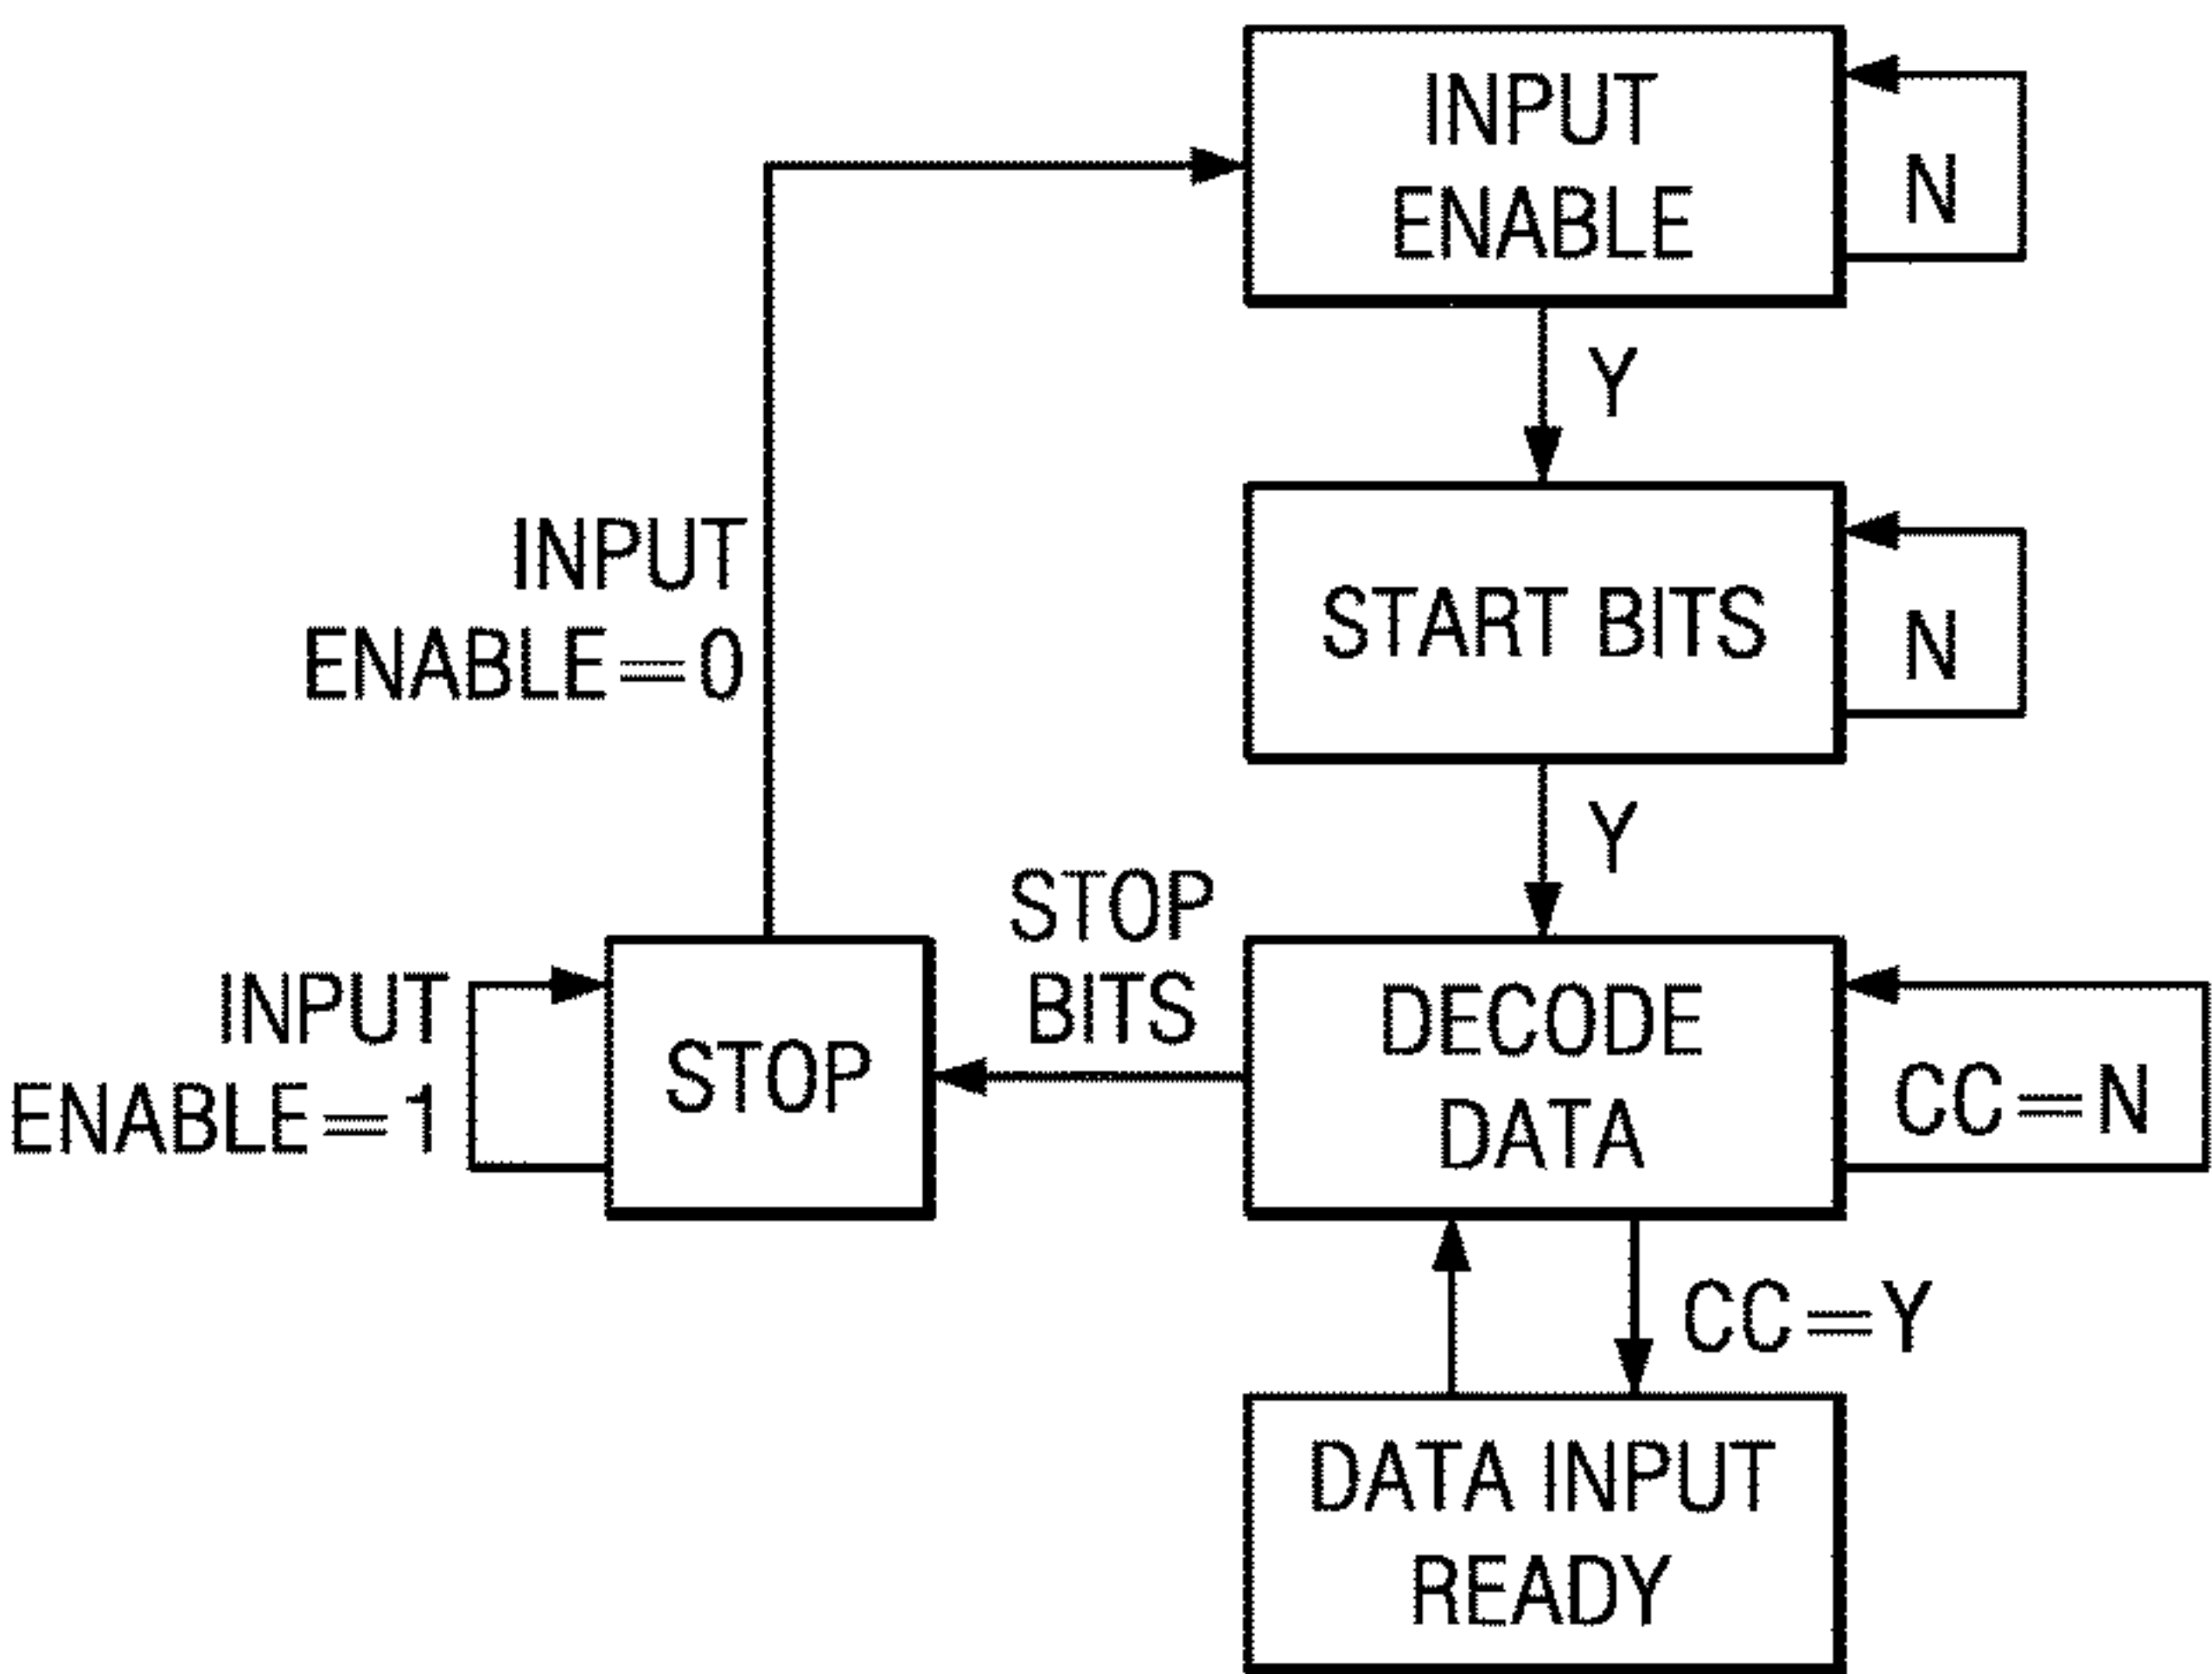 INPUT
ENABLE
N
Y
INPUT
ENABLE=0
START BITS
N
Y
STOP
BITS
INPUT
ENABLE=1
STOP
DECODE
DATA
CC=N
CC=Y
DATA INPUT
READY